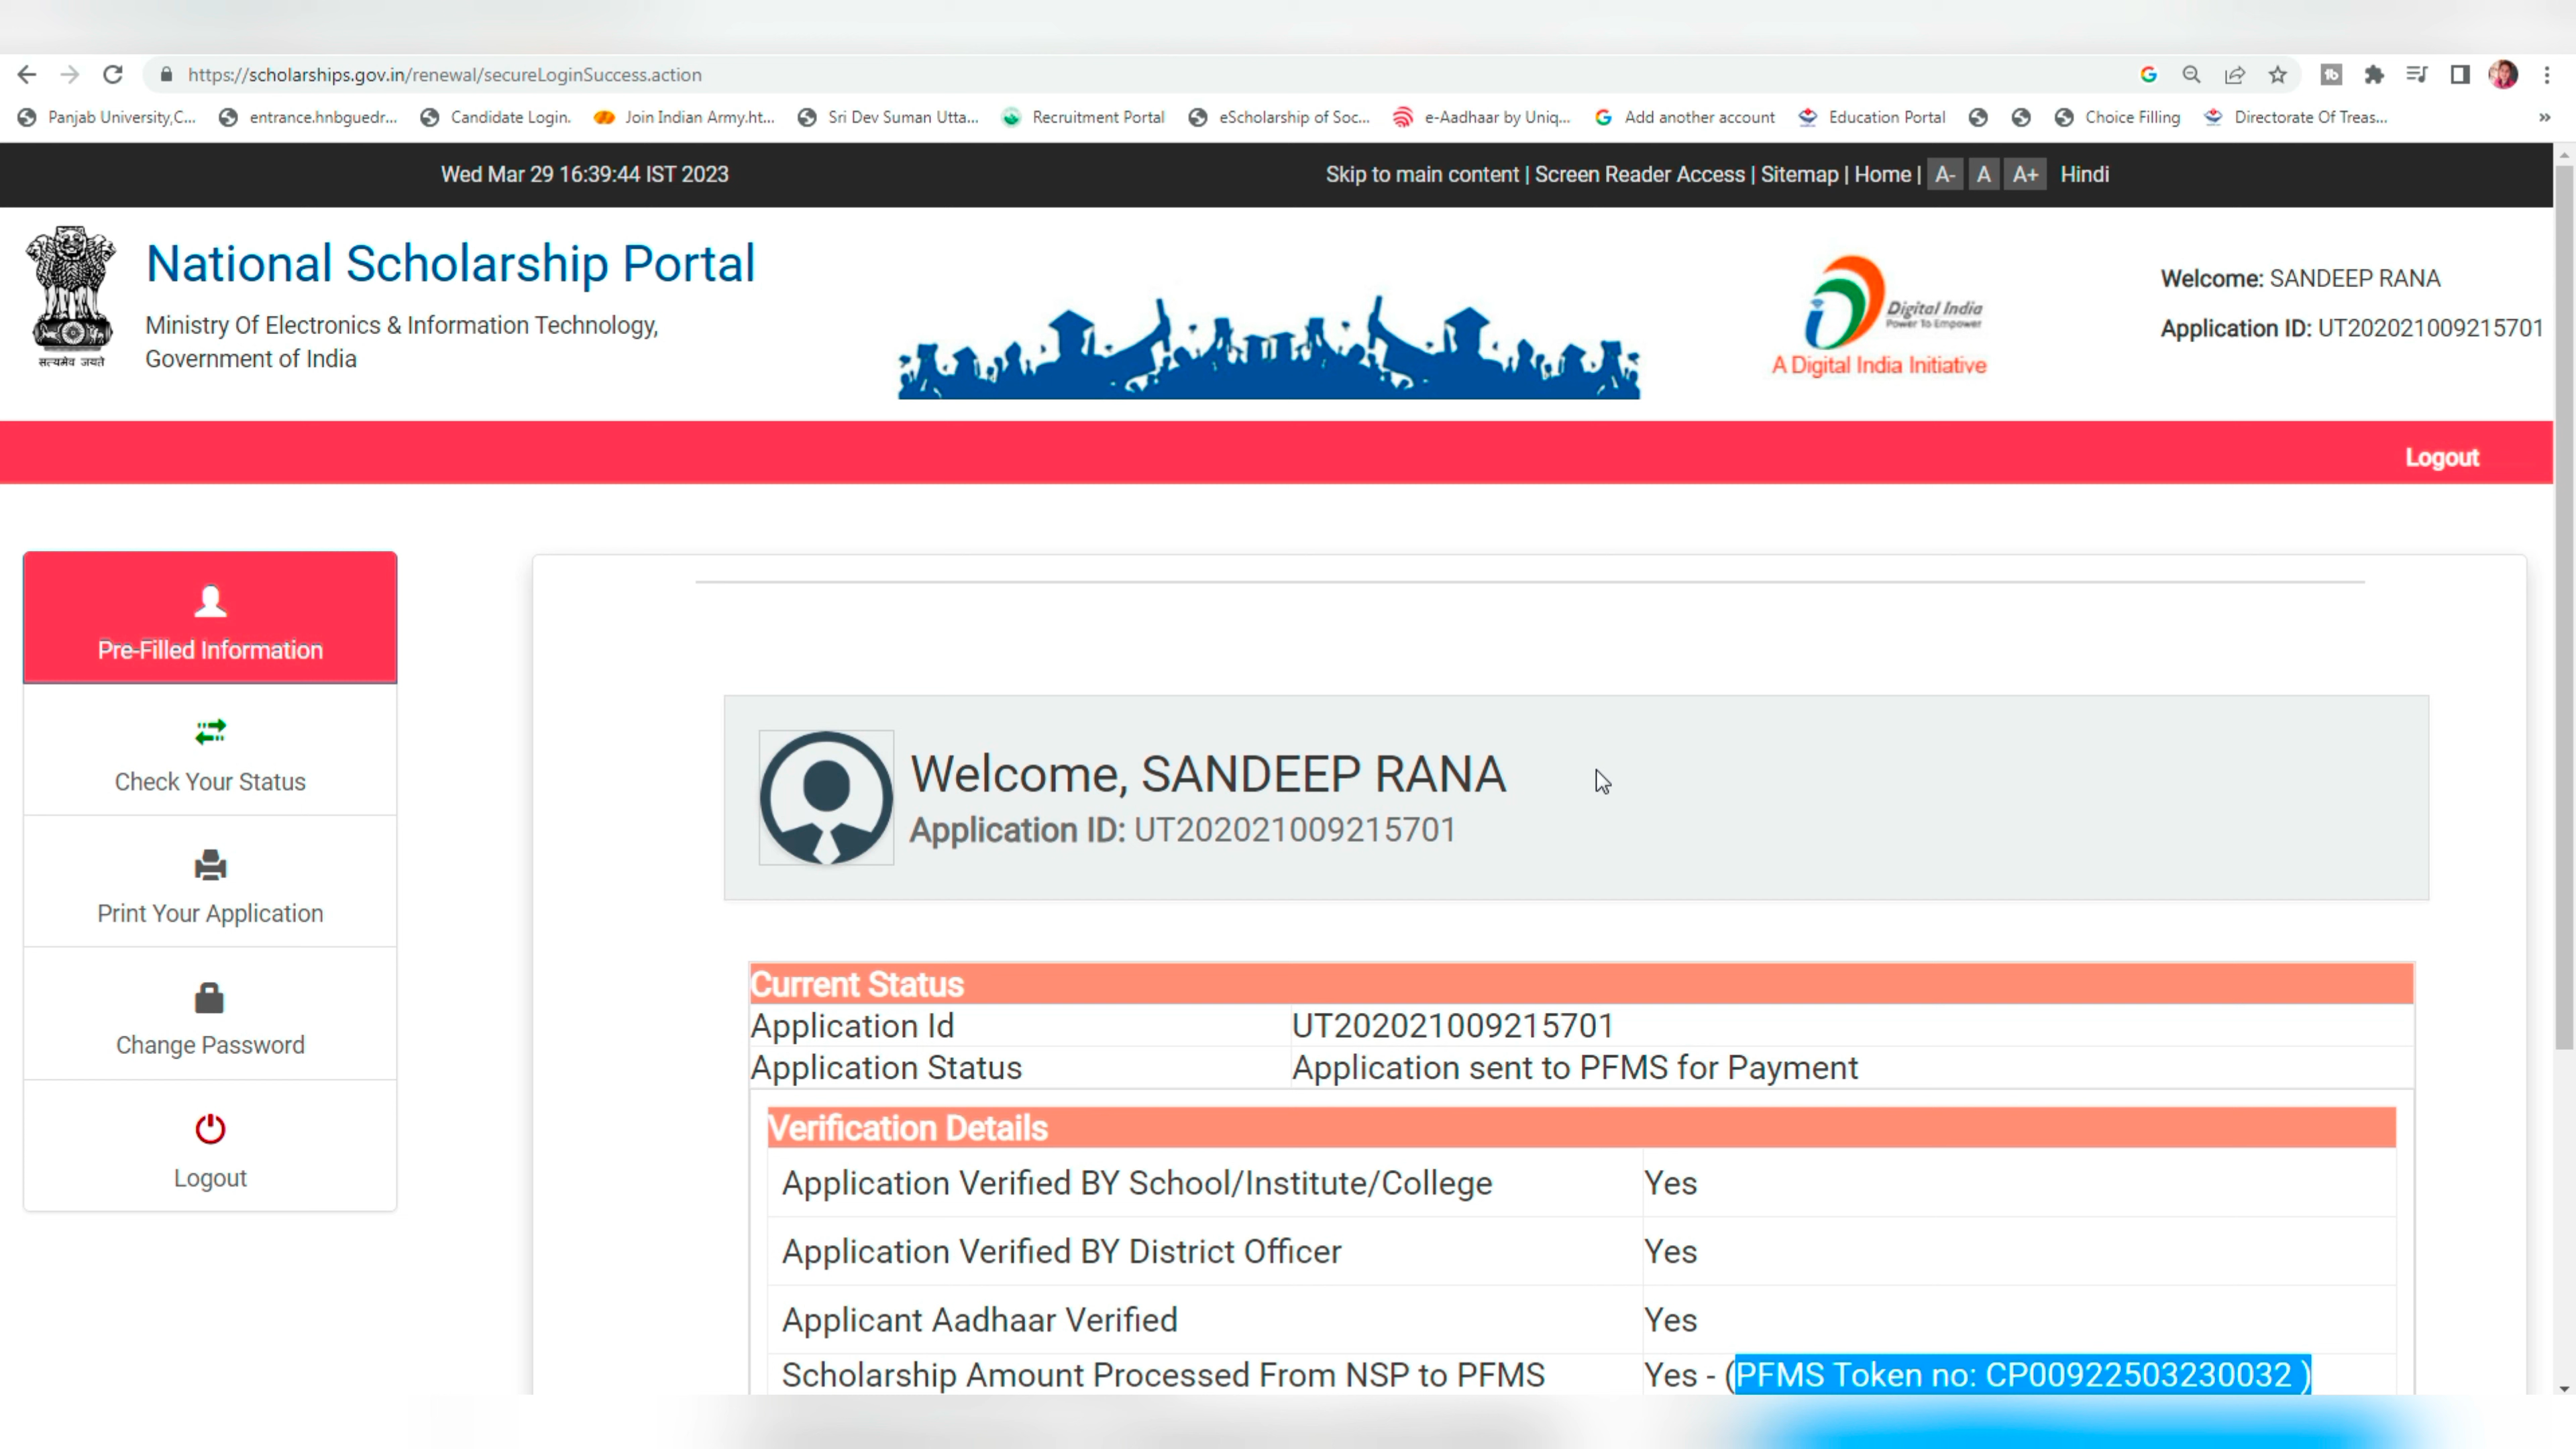 https://scholarships.gov.in/renewal/secureLoginSuccess.action
Panjab University,C... entrance.hnbguedr... Candidate Login. Join Indian Army.ht... Sri Dev Suman Utta... Recruitment Portal eScholarship of Soc... e-Aadhaar by Uniq... Add another account Education Portal Choice Filling Directorate Of Treas... »
Wed Mar 29 16:39:44 IST 2023 Skip to main content | Screen Reader Access | Sitemap | Home | A- A A+ Hindi
National Scholarship Portal
Ministry Of Electronics & Information Technology,
Government of India
सत्यमेव जयते
Digital India
Power To Empower
A Digital India Initiative
Welcome: SANDEEP RANA
Application ID: UT202021009215701
Logout
Pre-Filled Information
Check Your Status
Print Your Application
Change Password
Logout
Welcome, SANDEEP RANA
Application ID: UT202021009215701
Current Status
Application Id UT202021009215701
Application Status Application sent to PFMS for Payment
Verification Details
Application Verified BY School/Institute/College Yes
Application Verified BY District Officer Yes
Applicant Aadhaar Verified Yes
Scholarship Amount Processed From NSP to PFMS Yes - (PFMS Token no: CP00922503230032 )